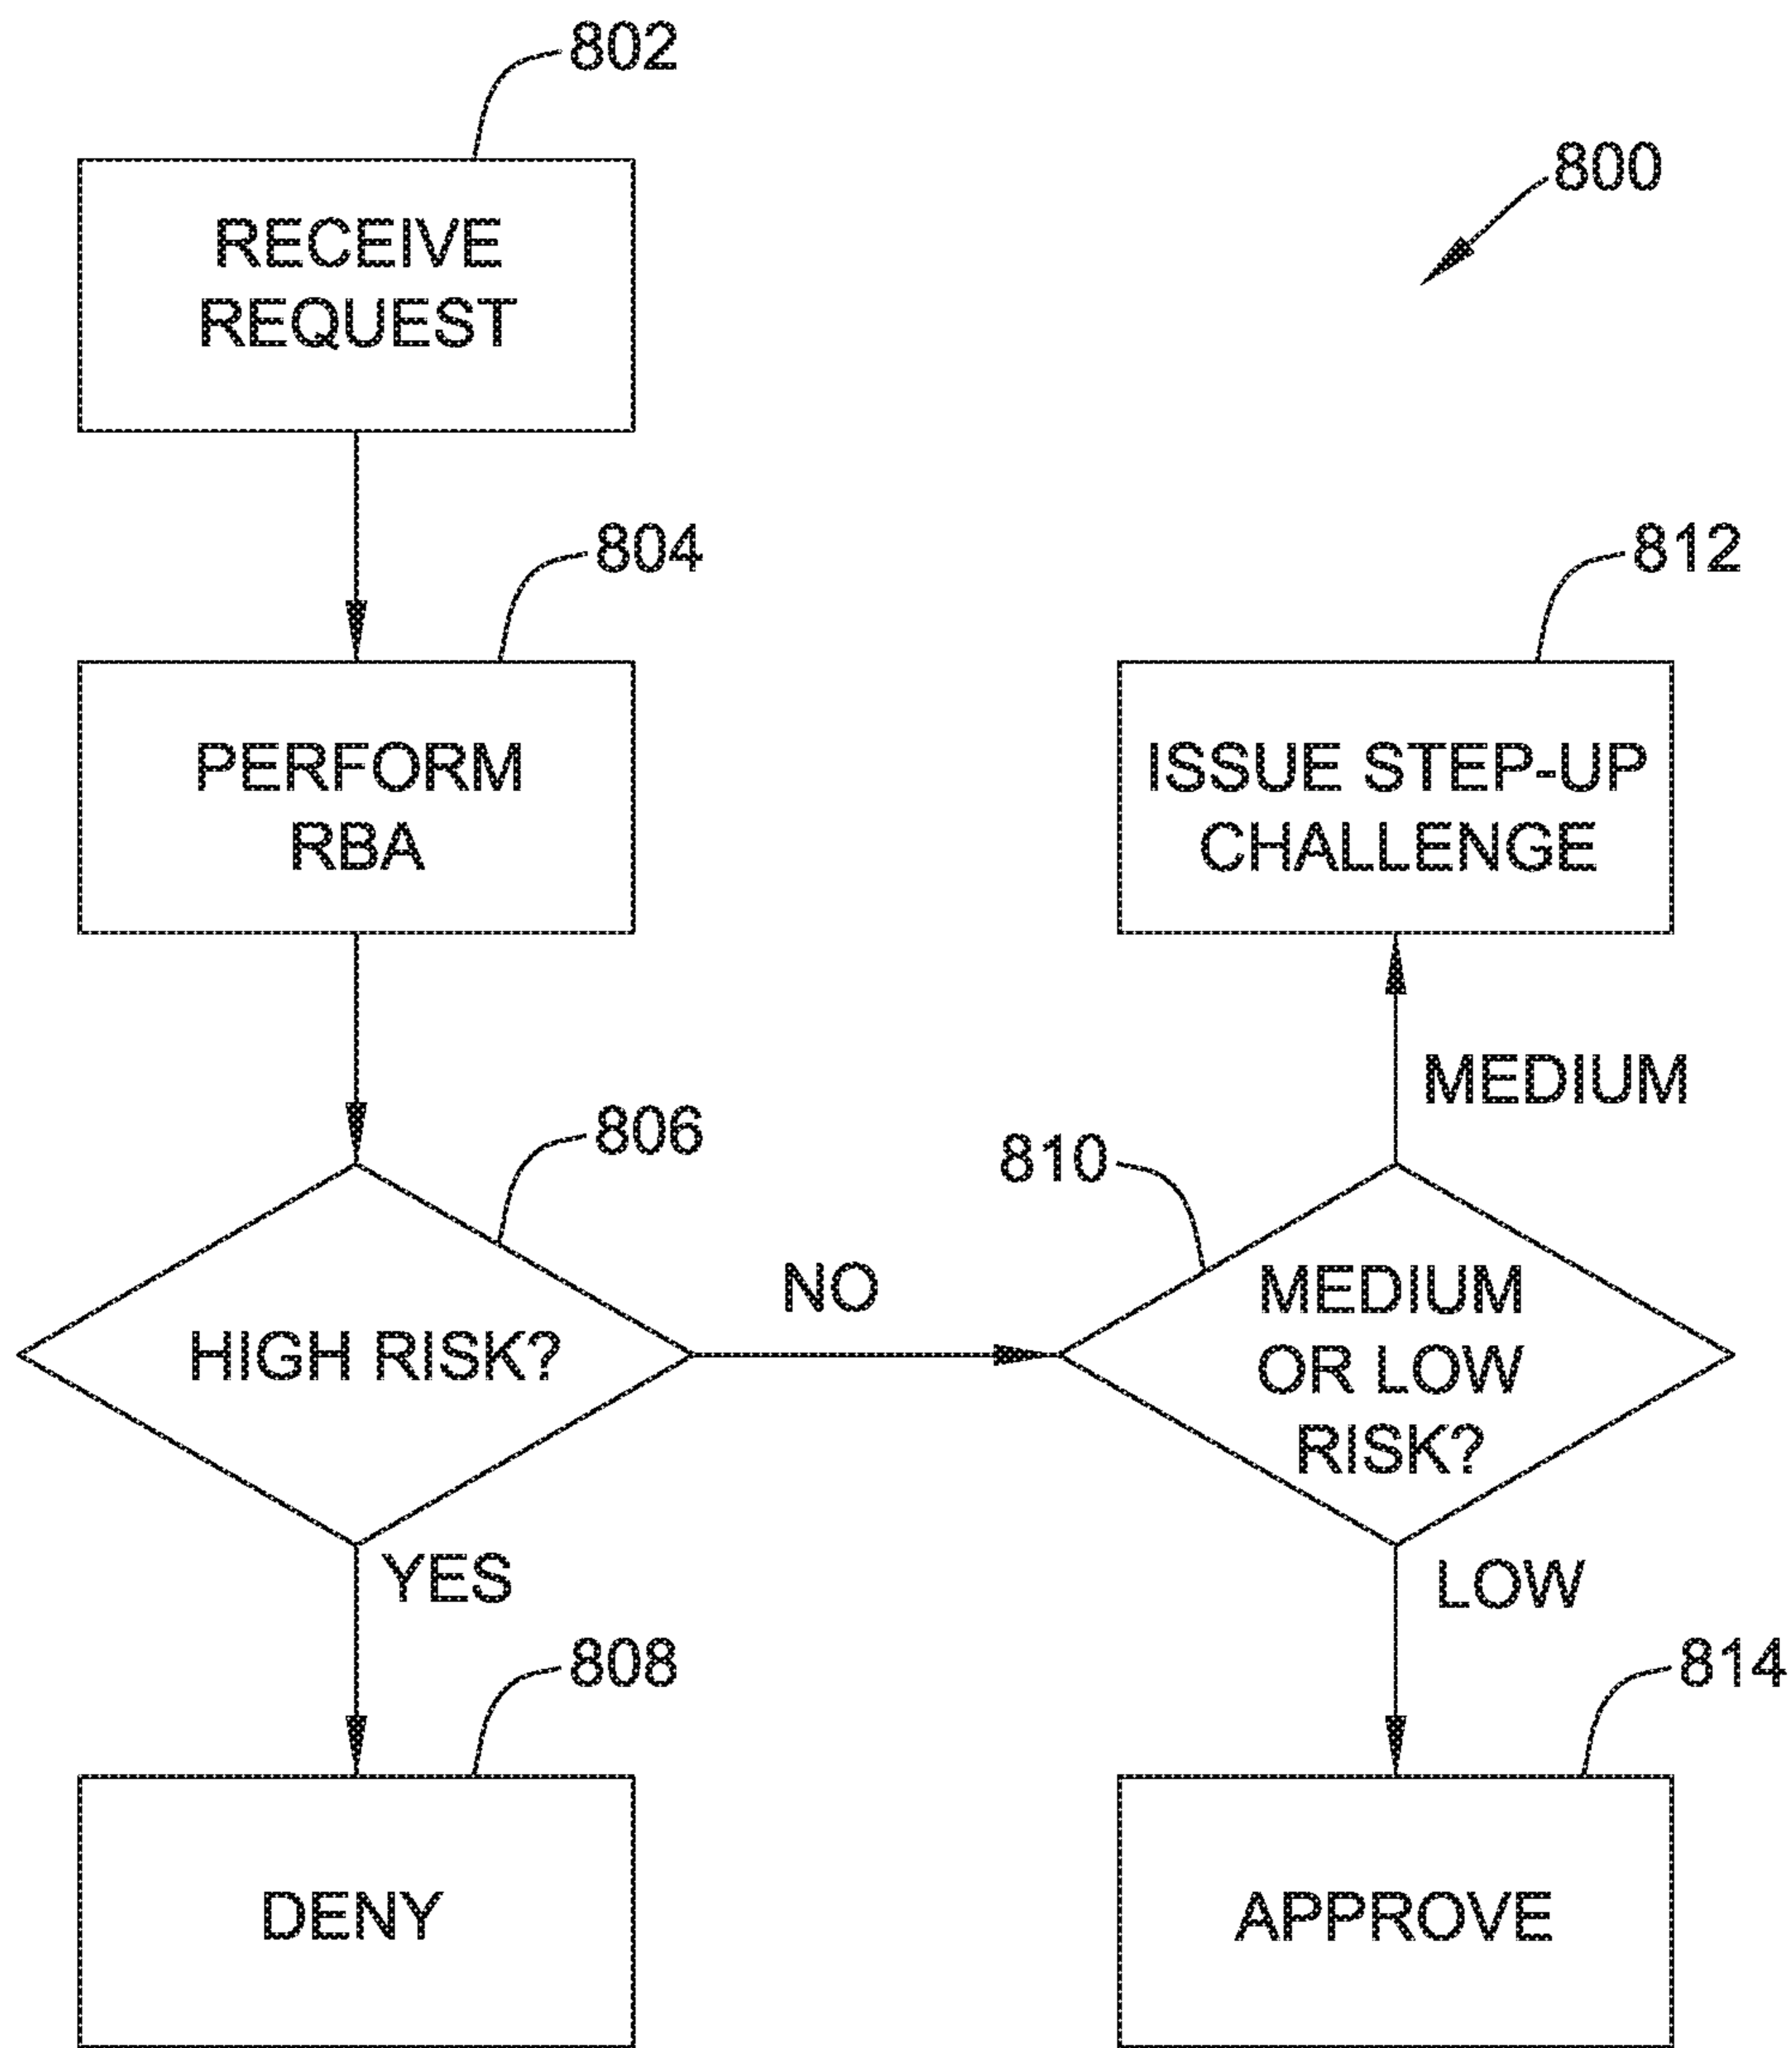 802
800
RECEIVE
REQUEST
804
812
PERFORM
RBA
ISSUE STEP-UP
CHALLENGE
MEDIUM
806
810
NO
HIGH RISK?
MEDIUM
OR LOW
RISK?
YES
LOW
808
814
DENY
APPROVE